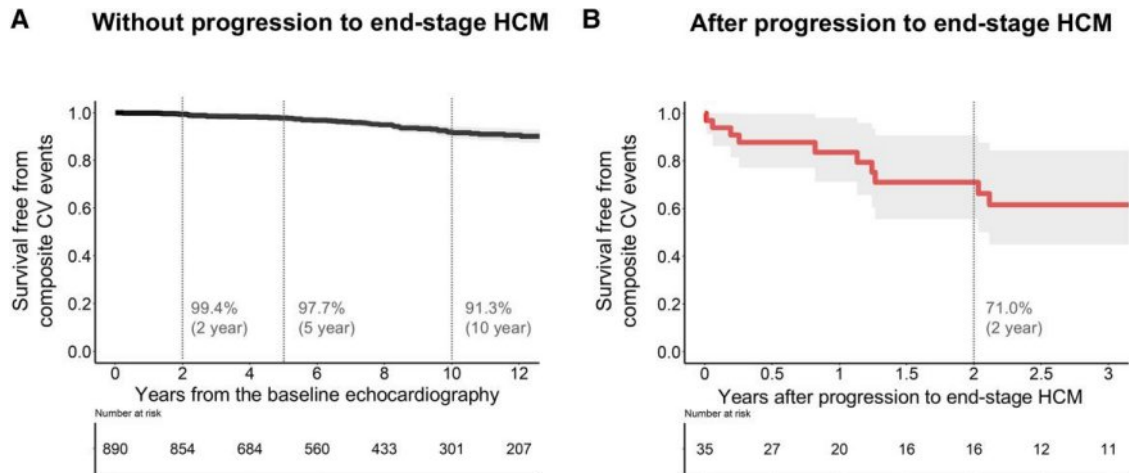 A Without progression to end-stage HCM
Survival free from
composite CV events
1.0
0.8
0.6
0.4
0.2
0.0
99.4%
(2 year)
97.7%
(5 year)
91.3%
(10 year)
0 2 4 6 8 10 12
Years from the baseline echocardiography
Number at risk
890 854 684 560 433 301 207
B After progression to end-stage HCM
Survival free from
composite CV events
1.0
0.8
0.6
0.4
0.2
0.0
71.0%
(2 year)
0 0.5 1 1.5 2 2.5 3
Years after progression to end-stage HCM
Number at risk
35 27 20 16 16 12 11